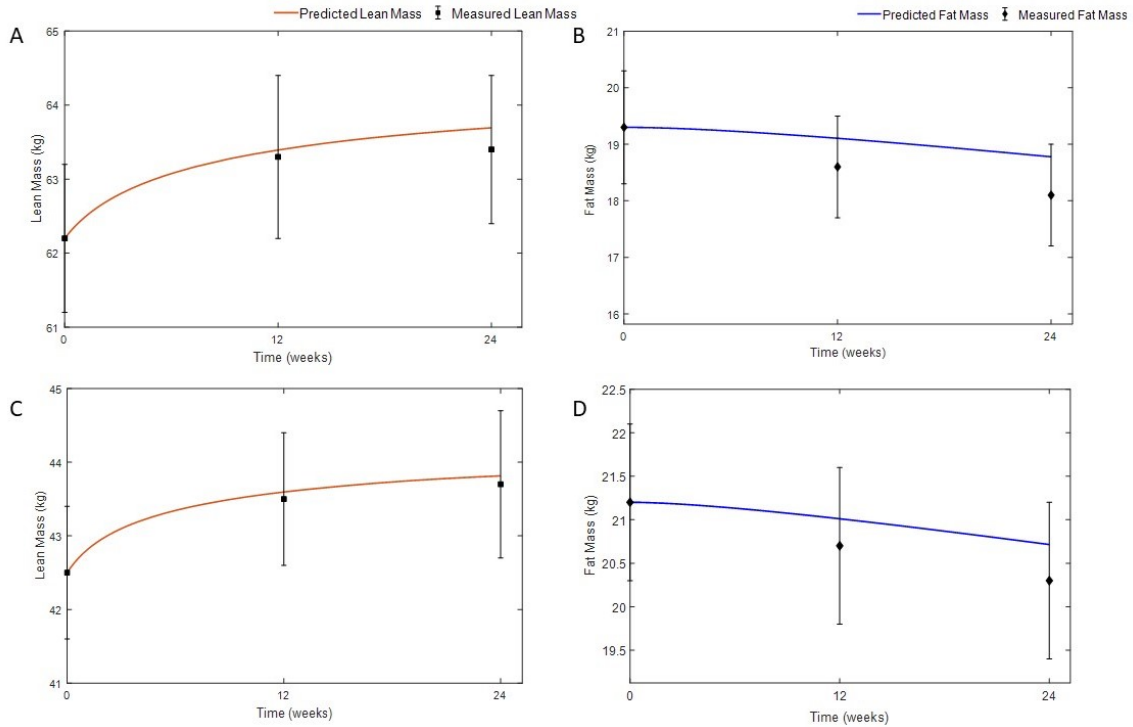 Predicted Lean Mass Measured Lean Mass
Predicted Fat Mass Measured Fat Mass
A
65
64
63
62
61
Lean Mass (kg)
0 12 24
Time (weeks)
B
21
20
19
18
17
16
Fat Mass (kg)
0 12 24
Time (weeks)
C
45
44
43
42
41
Lean Mass (kg)
0 12 24
Time (weeks)
D
22.5
22
21.5
21
20.5
20
19.5
Fat Mass (kg)
0 12 24
Time (weeks)